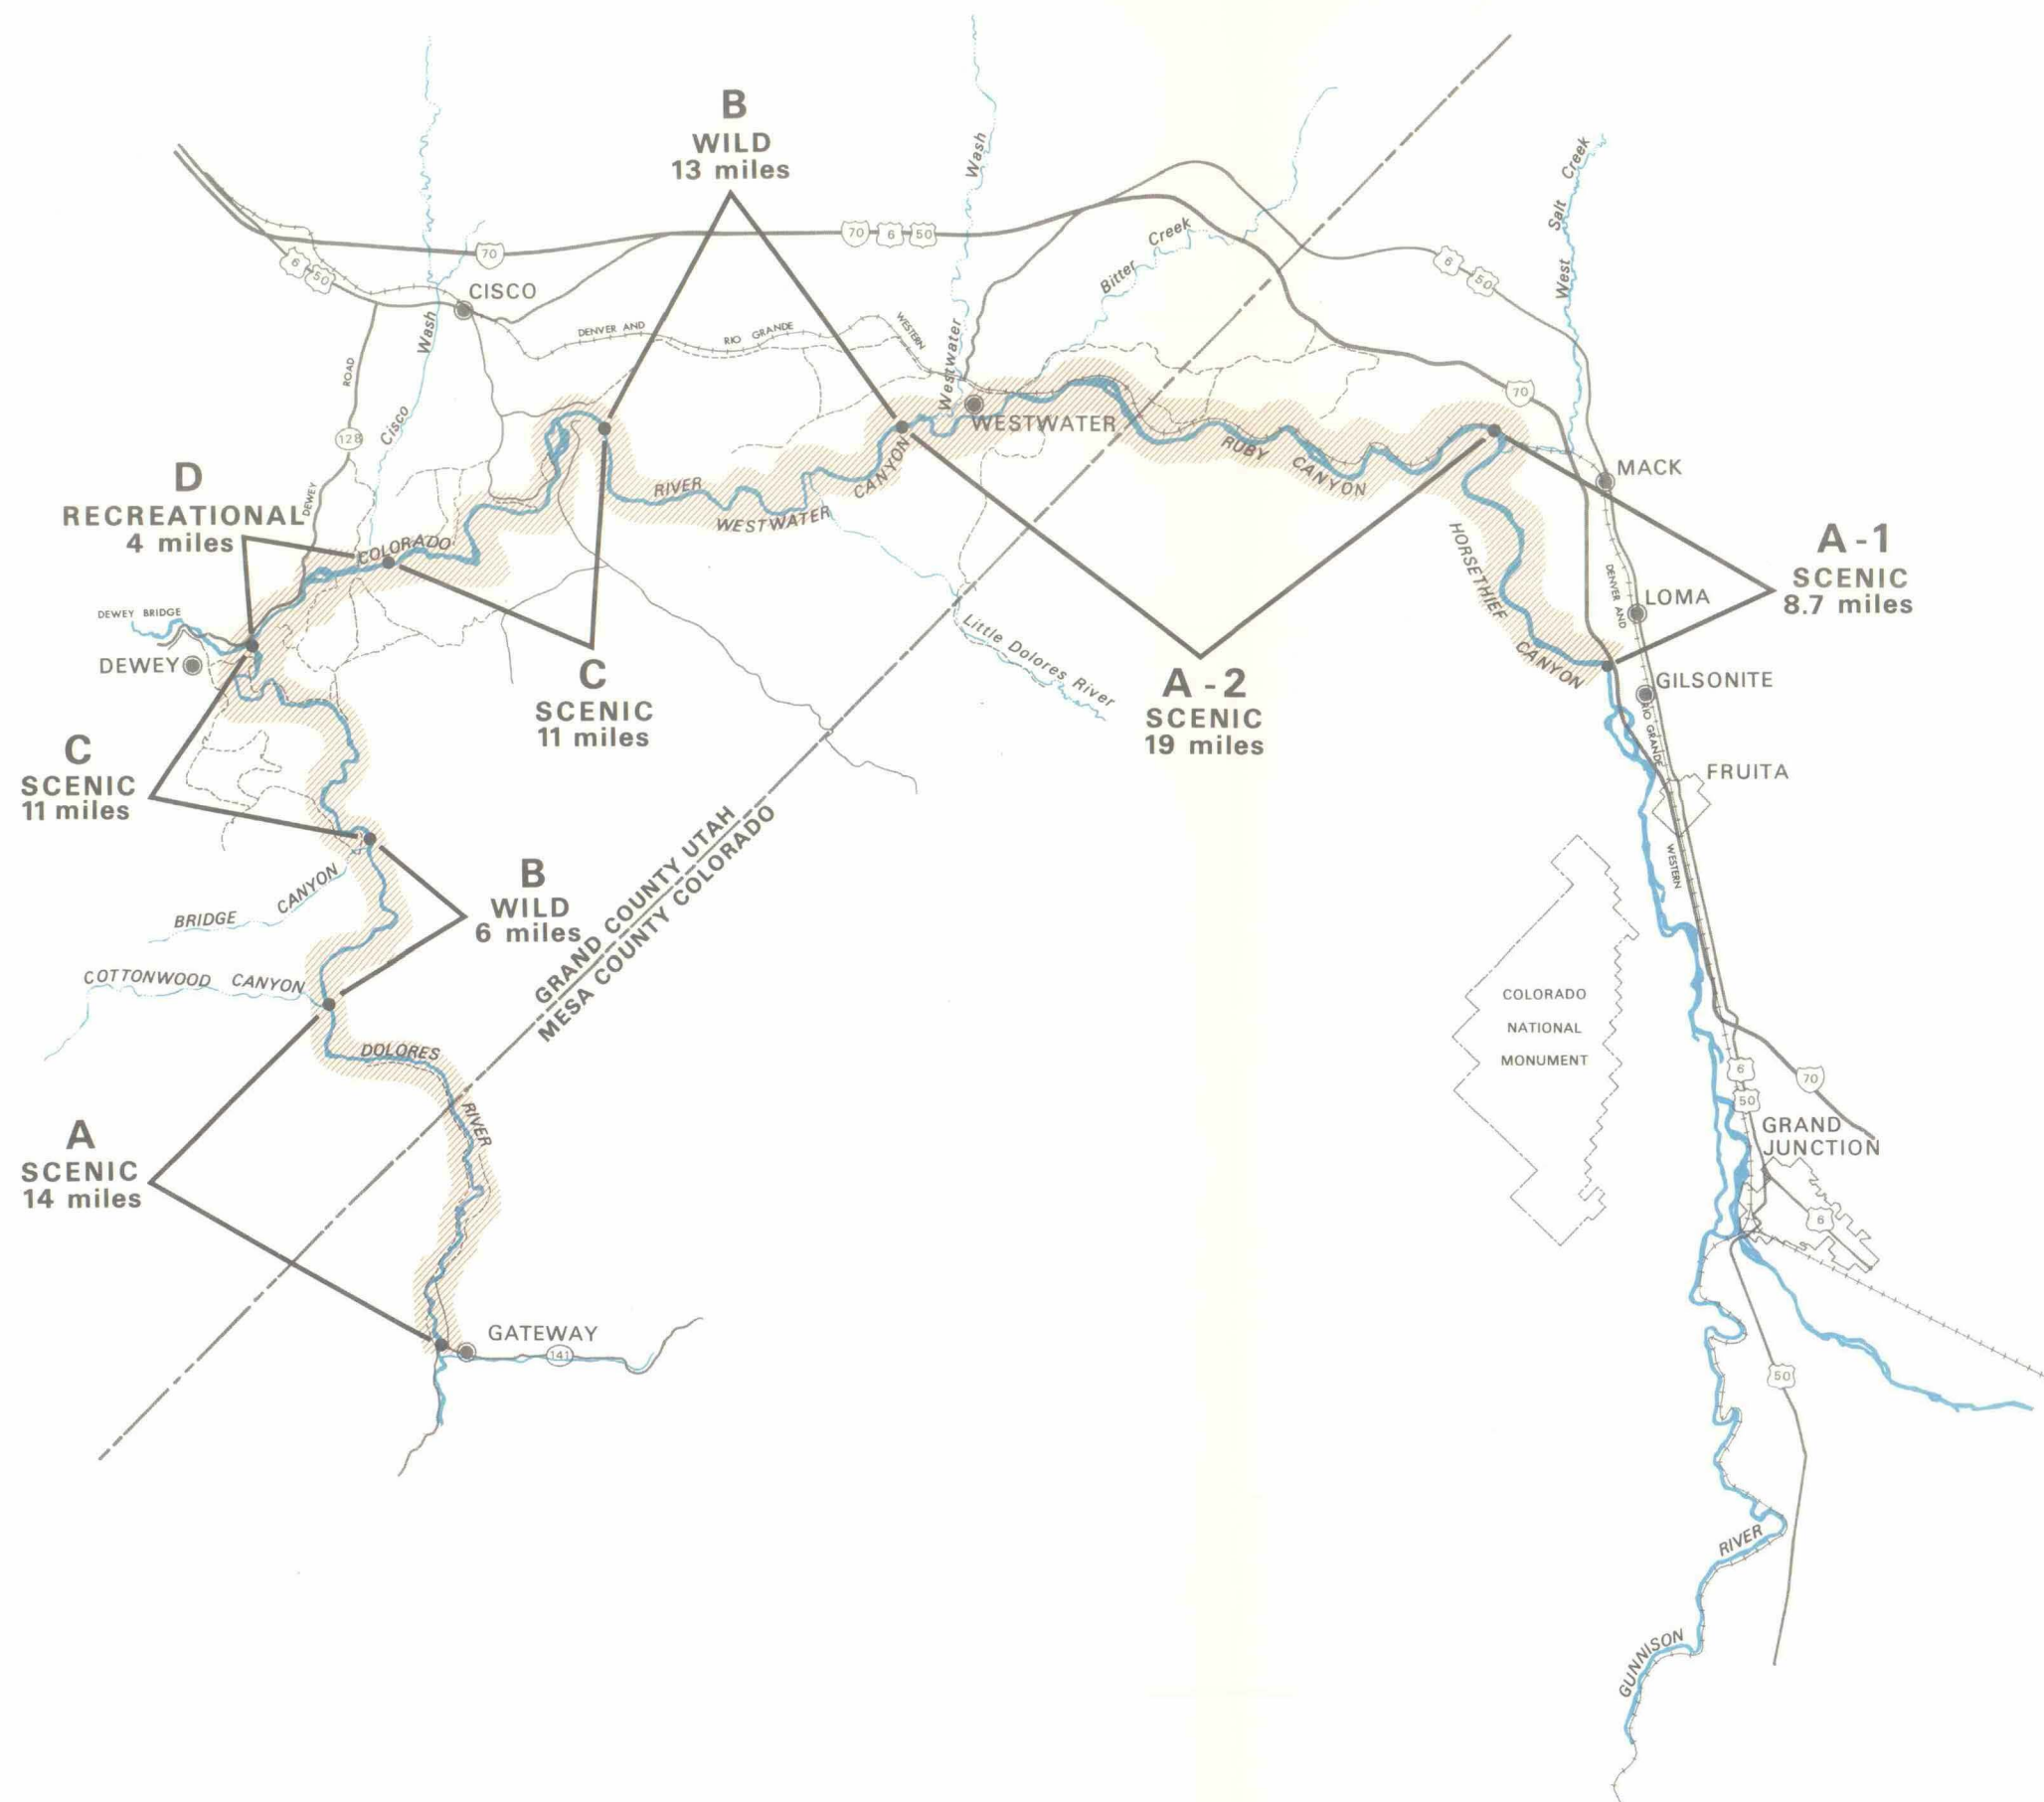 B
WILD
13 miles
Wash
Creek
Salt
West
Bitter
Creek
70
6
50
70
6
50
6
50
CISCO
Wash
DENVER AND
RIO GRANDE
WESTERN
Westwater
ROAD
128
Cisco
70
WESTWATER
RUBY
CANYON
MACK
D
RECREATIONAL
4 miles
DEWEY
COLORADO
RIVER
WESTWATER
CANYON
HORSETHIEF
CANYON
A-1
SCENIC
8.7 miles
DENVER AND
LOMA
DEWEY BRIDGE
DEWEY
Little Dolores River
C
SCENIC
11 miles
A-2
SCENIC
19 miles
GILSONITE
RIO GRANDE
FRUITA
WESTERN
C
SCENIC
11 miles
GRAND COUNTY UTAH
MESA COUNTY COLORADO
B
WILD
6 miles
BRIDGE
CANYON
COTTONWOOD CANYON
COLORADO
NATIONAL
MONUMENT
DOLORES
RIVER
6
50
70
GRAND
JUNCTION
6
A
SCENIC
14 miles
GATEWAY
141
50
RIVER
GUNNISON